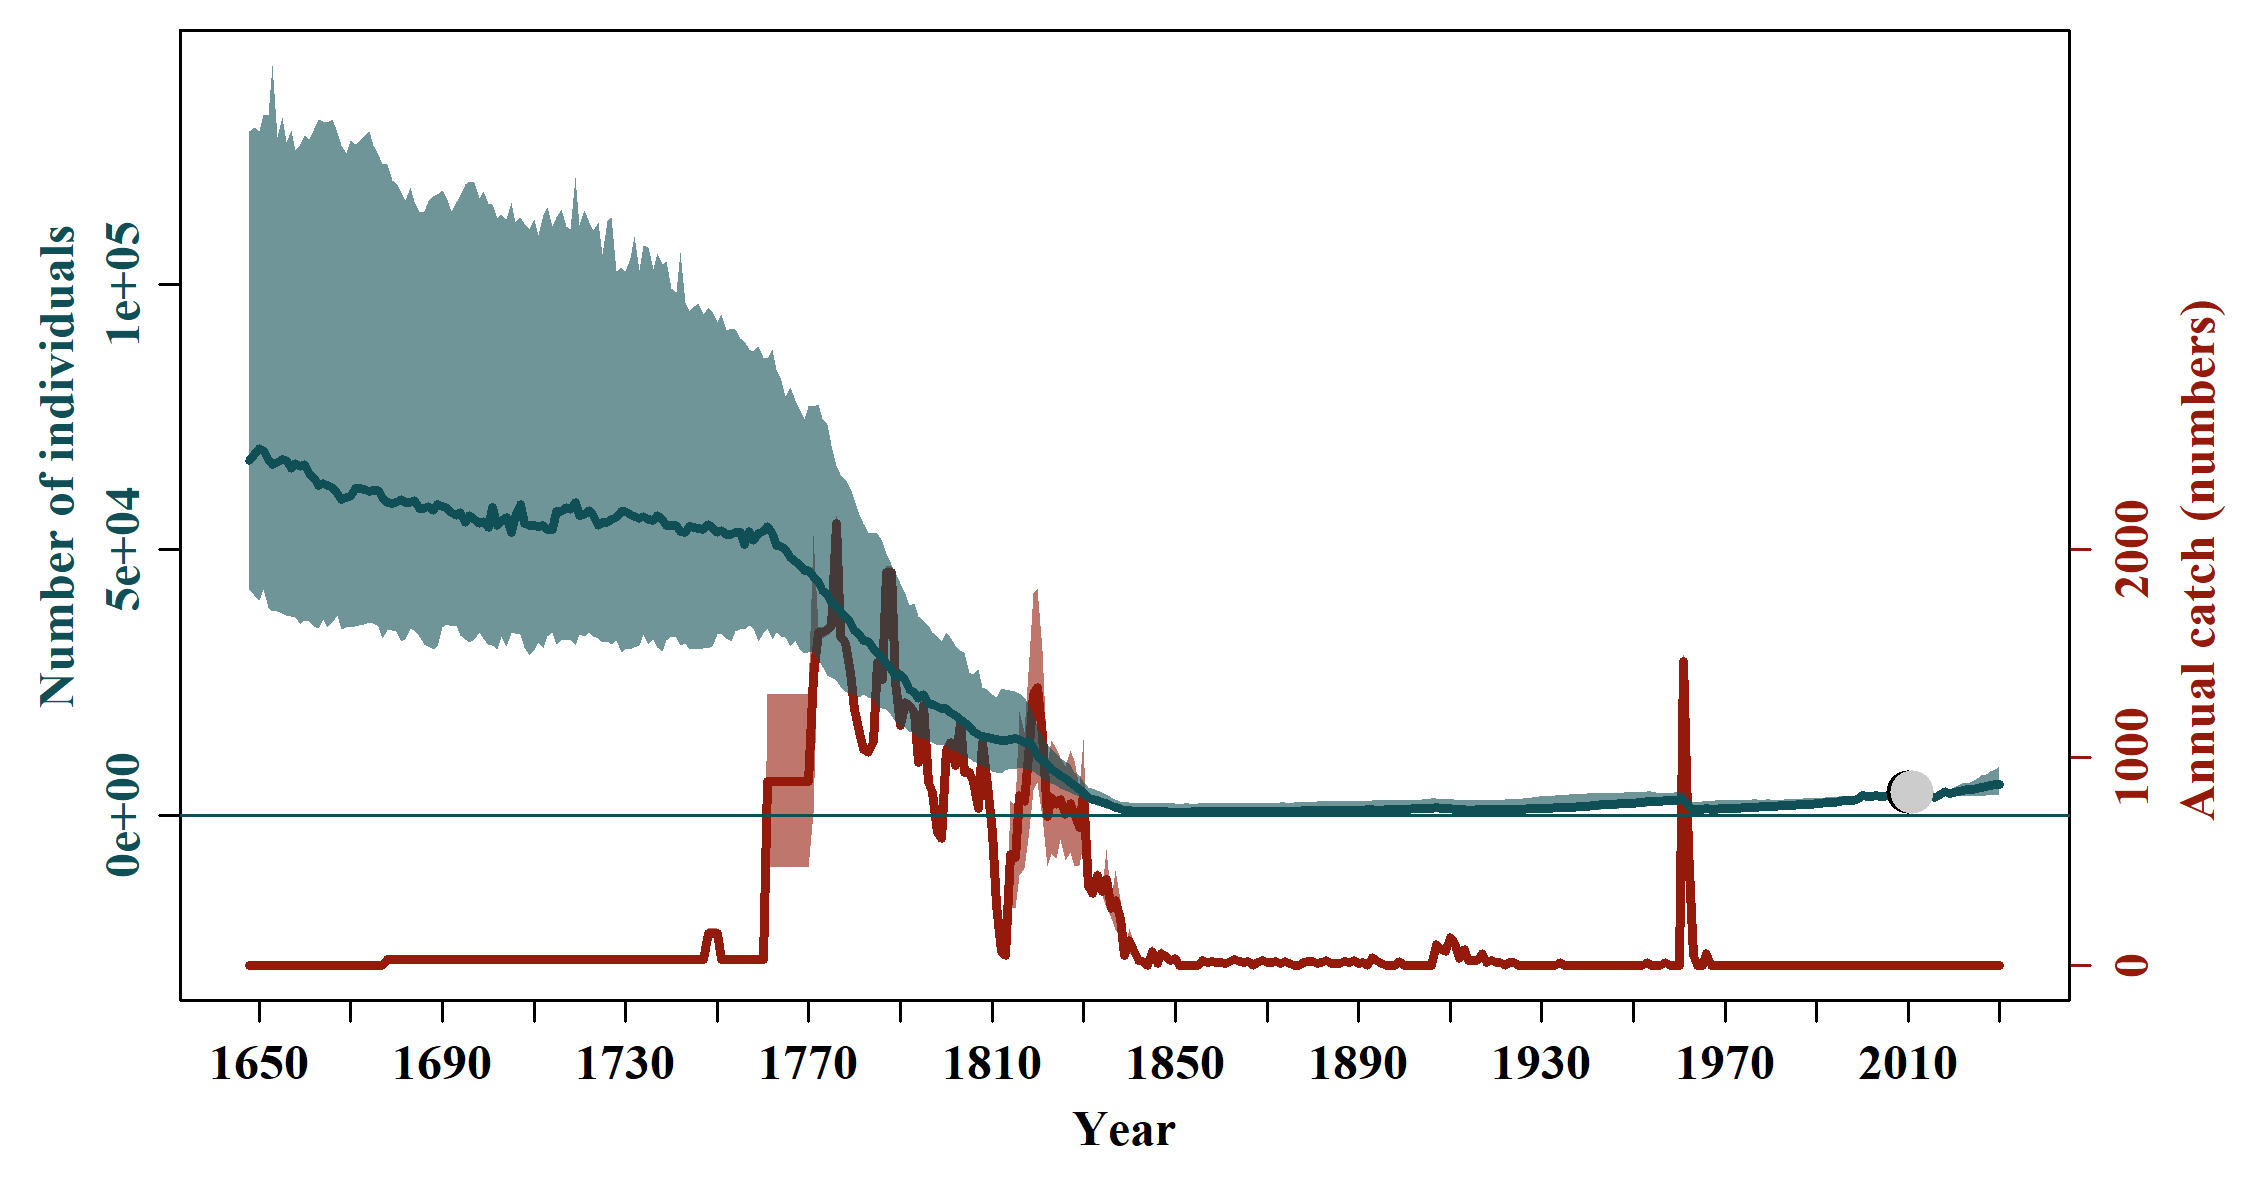 Number of individuals
1e+05
5e+04
0e+00
2000
1000
0
Annual catch (numbers)
1650 1690 1730 1770 1810 1850 1890 1930 1970 2010
Year